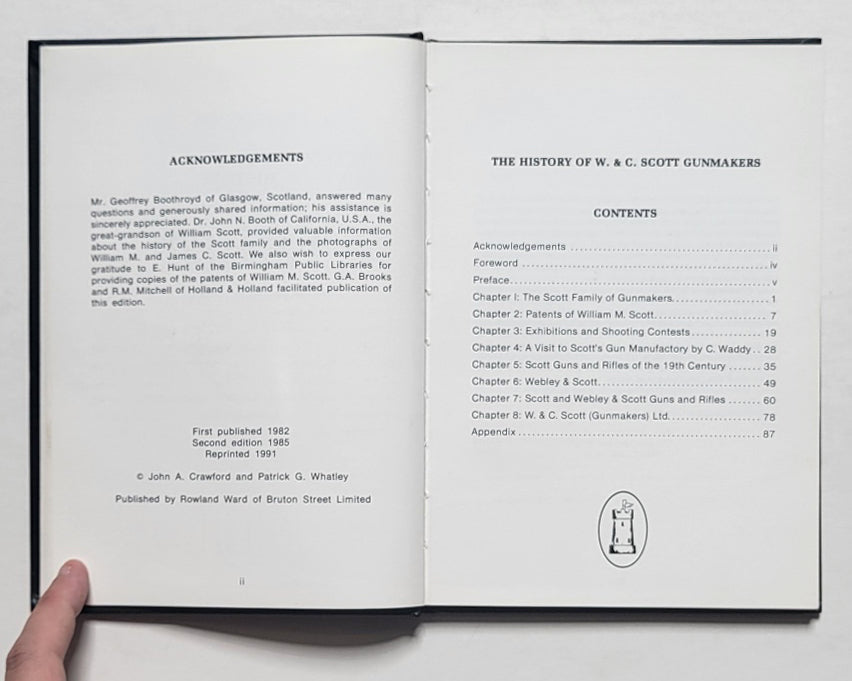 ACKNOWLEDGEMENTS
Mr. Geoffrey Boothroyd of Glasgow, Scotland, answered many
questions and generously shared information; his assistance is
sincerely appreciated. Dr. John N. Booth of California, U.S.A., the
great-grandson of William Scott, provided valuable information
about the history of the Scott family and the photographs of
William M. and James C. Scott. We also wish to express our
gratitude to E. Hunt of the Birmingham Public Libraries for
providing copies of the patents of William M. Scott. G.A. Brooks
and R.M. Mitchell of Holland & Holland facilitated publication of
this edition.
First published 1982
Second edition 1985
Reprinted 1991
© John A. Crawford and Patrick G. Whatley
Published by Rowland Ward of Bruton Street Limited
ii
THE HISTORY OF W. & C. SCOTT GUNMAKERS
CONTENTS
Acknowledgements ........ ii
Foreword ........ iv
Preface........ v
Chapter I: The Scott Family of Gunmakers........ 1
Chapter 2: Patents of William M. Scott........ 7
Chapter 3: Exhibitions and Shooting Contests........ 19
Chapter 4: A Visit to Scott's Gun Manufactory by C. Waddy.. 28
Chapter 5: Scott Guns and Rifles of the 19th Century ....... 35
Chapter 6: Webley & Scott........ 49
Chapter 7: Scott and Webley & Scott Guns and Rifles ....... 60
Chapter 8: W. & C. Scott (Gunmakers) Ltd........ 78
Appendix ........ 87